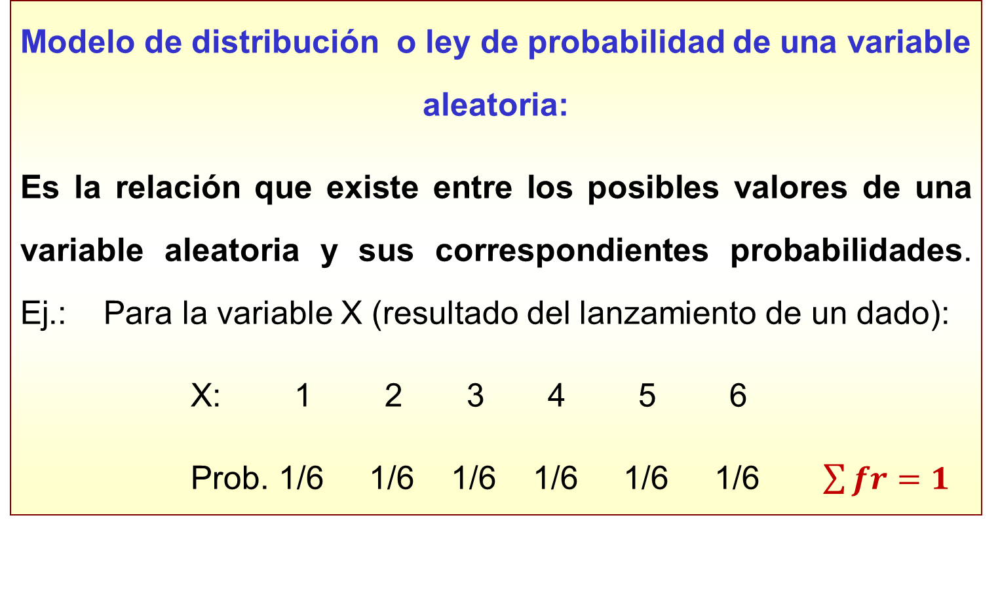 Modelo de distribución o ley de probabilidad de una variable
aleatoria:
Es la relación que existe entre los posibles valores de una
variable aleatoria y sus correspondientes probabilidades.
Ej.: Para la variable X (resultado del lanzamiento de un dado):
X: 1 2 3 4 5 6
Prob. 1/6 1/6 1/6 1/6 1/6 1/6 ∑ fr = 1